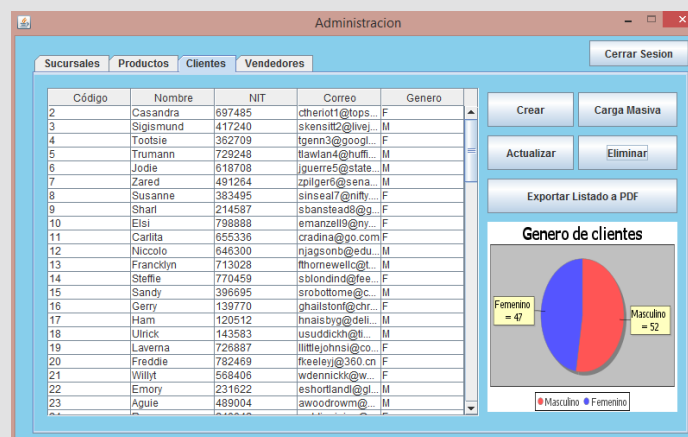 Administracion
Cerrar Sesion
Sucursales Productos Clientes Vendedores
Código Nombre NIT Correo Genero
2 Casandra 697485 ctheriot1@tops... F
3 Sigismund 417240 skensitt2@livej... M
4 Tootsie 362709 tgenn3@googl... F
5 Trumann 729248 tlawlan4@huffi... M
6 Jodie 618708 jguerre5@state... M
7 Zared 491264 zpilger6@sena... M
8 Susanne 383495 sinseal7@nifty.... F
9 Sharl 214587 sbanstead8@g... F
10 Elsi 798888 emanzell9@ny... F
11 Carlita 655336 cradina@go.com F
12 Niccolo 646300 njagsonb@edu... M
13 Francklyn 713028 fthornewellc@t... M
14 Steffie 770459 sblondind@fee... F
15 Sandy 396695 srobottome@c... M
16 Gerry 139770 ghailstonf@chr... F
17 Ham 120512 hnaisbyg@deli... M
18 Ulrick 143583 usuddickh@ti... M
19 Laverna 726887 llittlejohnsi@co... F
20 Freddie 782469 fkeeleyj@360.cn F
21 Willyt 568406 wdennickk@w... F
22 Emory 231622 eshortlandl@gl... M
23 Aguie 489004 awoodrowm@... M
Crear Carga Masiva
Actualizar Eliminar
Exportar Listado a PDF
Genero de clientes
Femenino
= 47
Masculino
= 52
Masculino Femenino